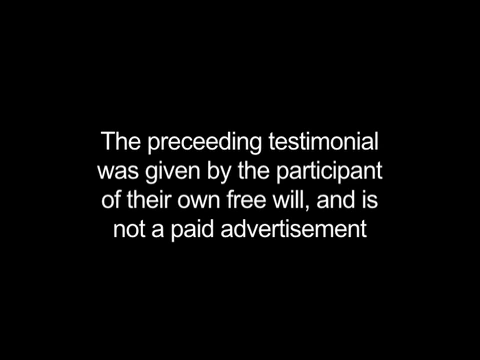 The preceeding testimonial
was given by the participant
of their own free will, and is
not a paid advertisement